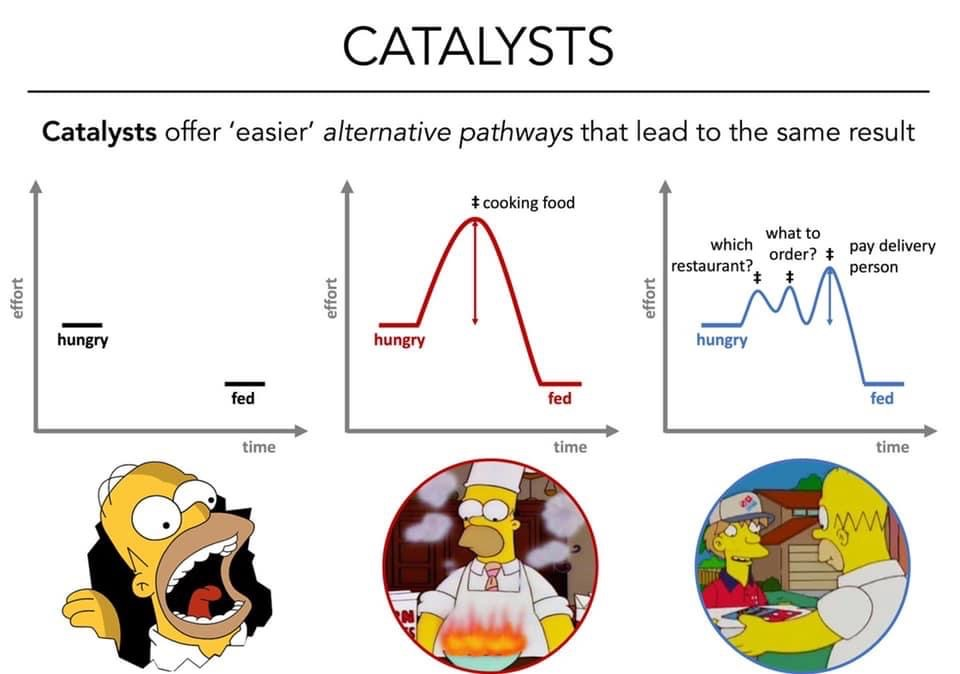 CATALYSTS
Catalysts offer ‘easier’ alternative pathways that lead to the same result
effort
hungry
fed
time
effort
‡ cooking food
hungry
fed
time
effort
which
restaurant?
‡
what to
order?
‡
‡
pay delivery
person
hungry
fed
time